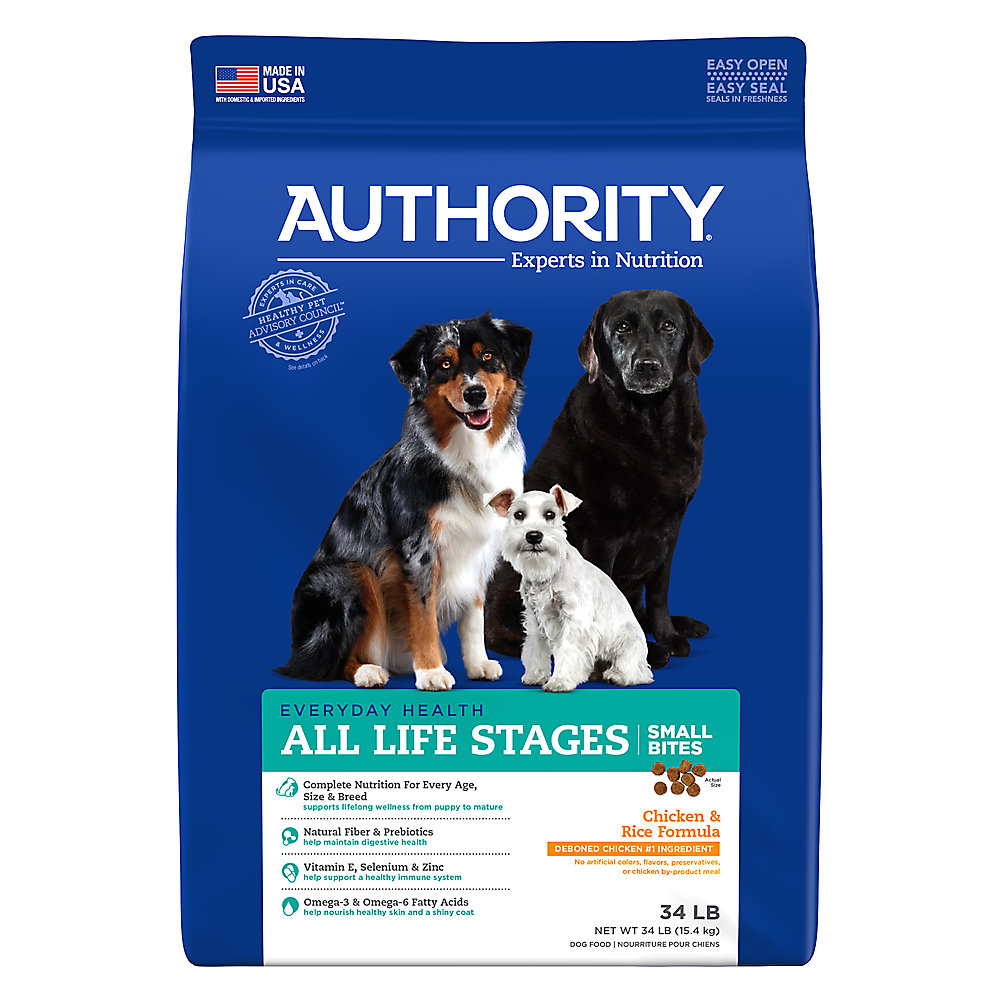 MADE IN
USA
WITH DOMESTIC & IMPORTED INGREDIENTS
EASY OPEN
EASY SEAL
SEALS IN FRESHNESS
AUTHORITY®
Experts in Nutrition
EXPERTS IN CARE
HEALTHY PET
ADVISORY COUNCIL™
& WELLNESS
See details on back
EVERYDAY HEALTH
ALL LIFE STAGES
SMALL
BITES
Actual
Size
Complete Nutrition For Every Age,
Size & Breed
supports lifelong wellness from puppy to mature
Natural Fiber & Prebiotics
help maintain digestive health
Vitamin E, Selenium & Zinc
help support a healthy immune system
Omega-3 & Omega-6 Fatty Acids
help nourish healthy skin and a shiny coat
Chicken &
Rice Formula
DEBONED CHICKEN #1 INGREDIENT
No artificial colors, flavors, preservatives,
or chicken by-product meal
34 LB
NET WT 34 LB (15.4 kg)
DOG FOOD | NOURRITURE POUR CHIENS